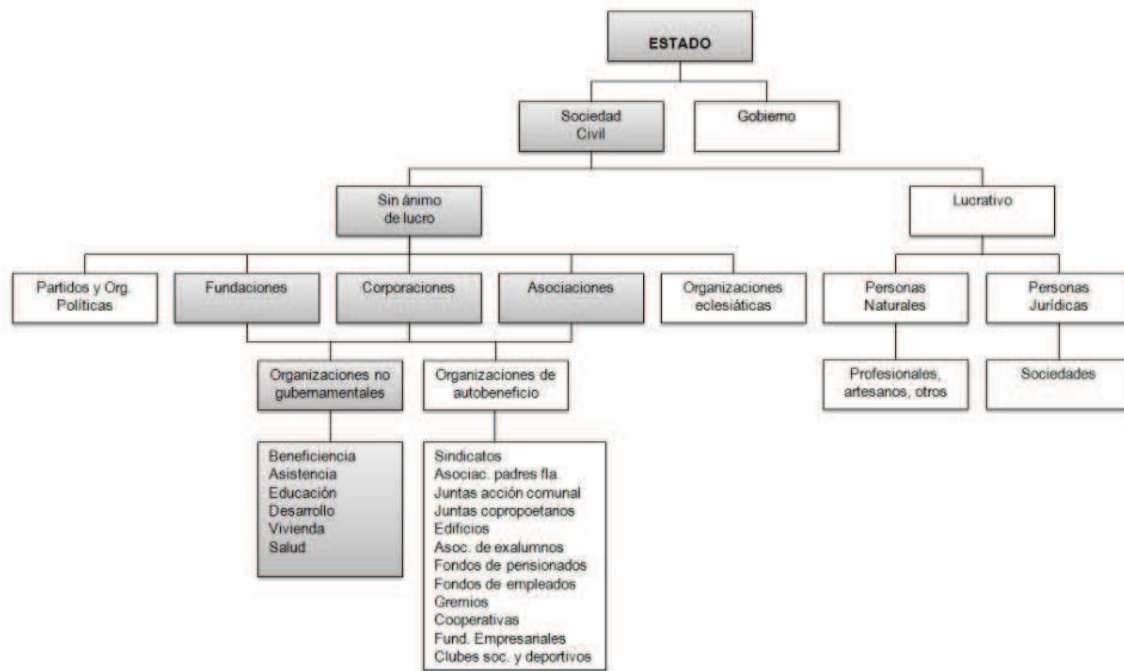 ESTADO
Sociedad
Civil
Gobierno
Sin ánimo
de lucro
Lucrativo
Partidos y Org.
Políticas
Fundaciones
Corporaciones
Asociaciones
Organizaciones
eclesiáticas
Personas
Naturales
Personas
Jurídicas
Organizaciones no
gubernamentales
Organizaciones de
autobeneficio
Profesionales,
artesanos, otros
Sociedades
Beneficiencia
Asistencia
Educación
Desarrollo
Vivienda
Salud
Sindicatos
Asociac. padres fla.
Juntas acción comunal
Juntas copropoetarios
Edificios
Asoc. de exalumnos
Fondos de pensionados
Fondos de empleados
Gremios
Cooperativas
Fund. Empresariales
Clubes soc. y deportivos